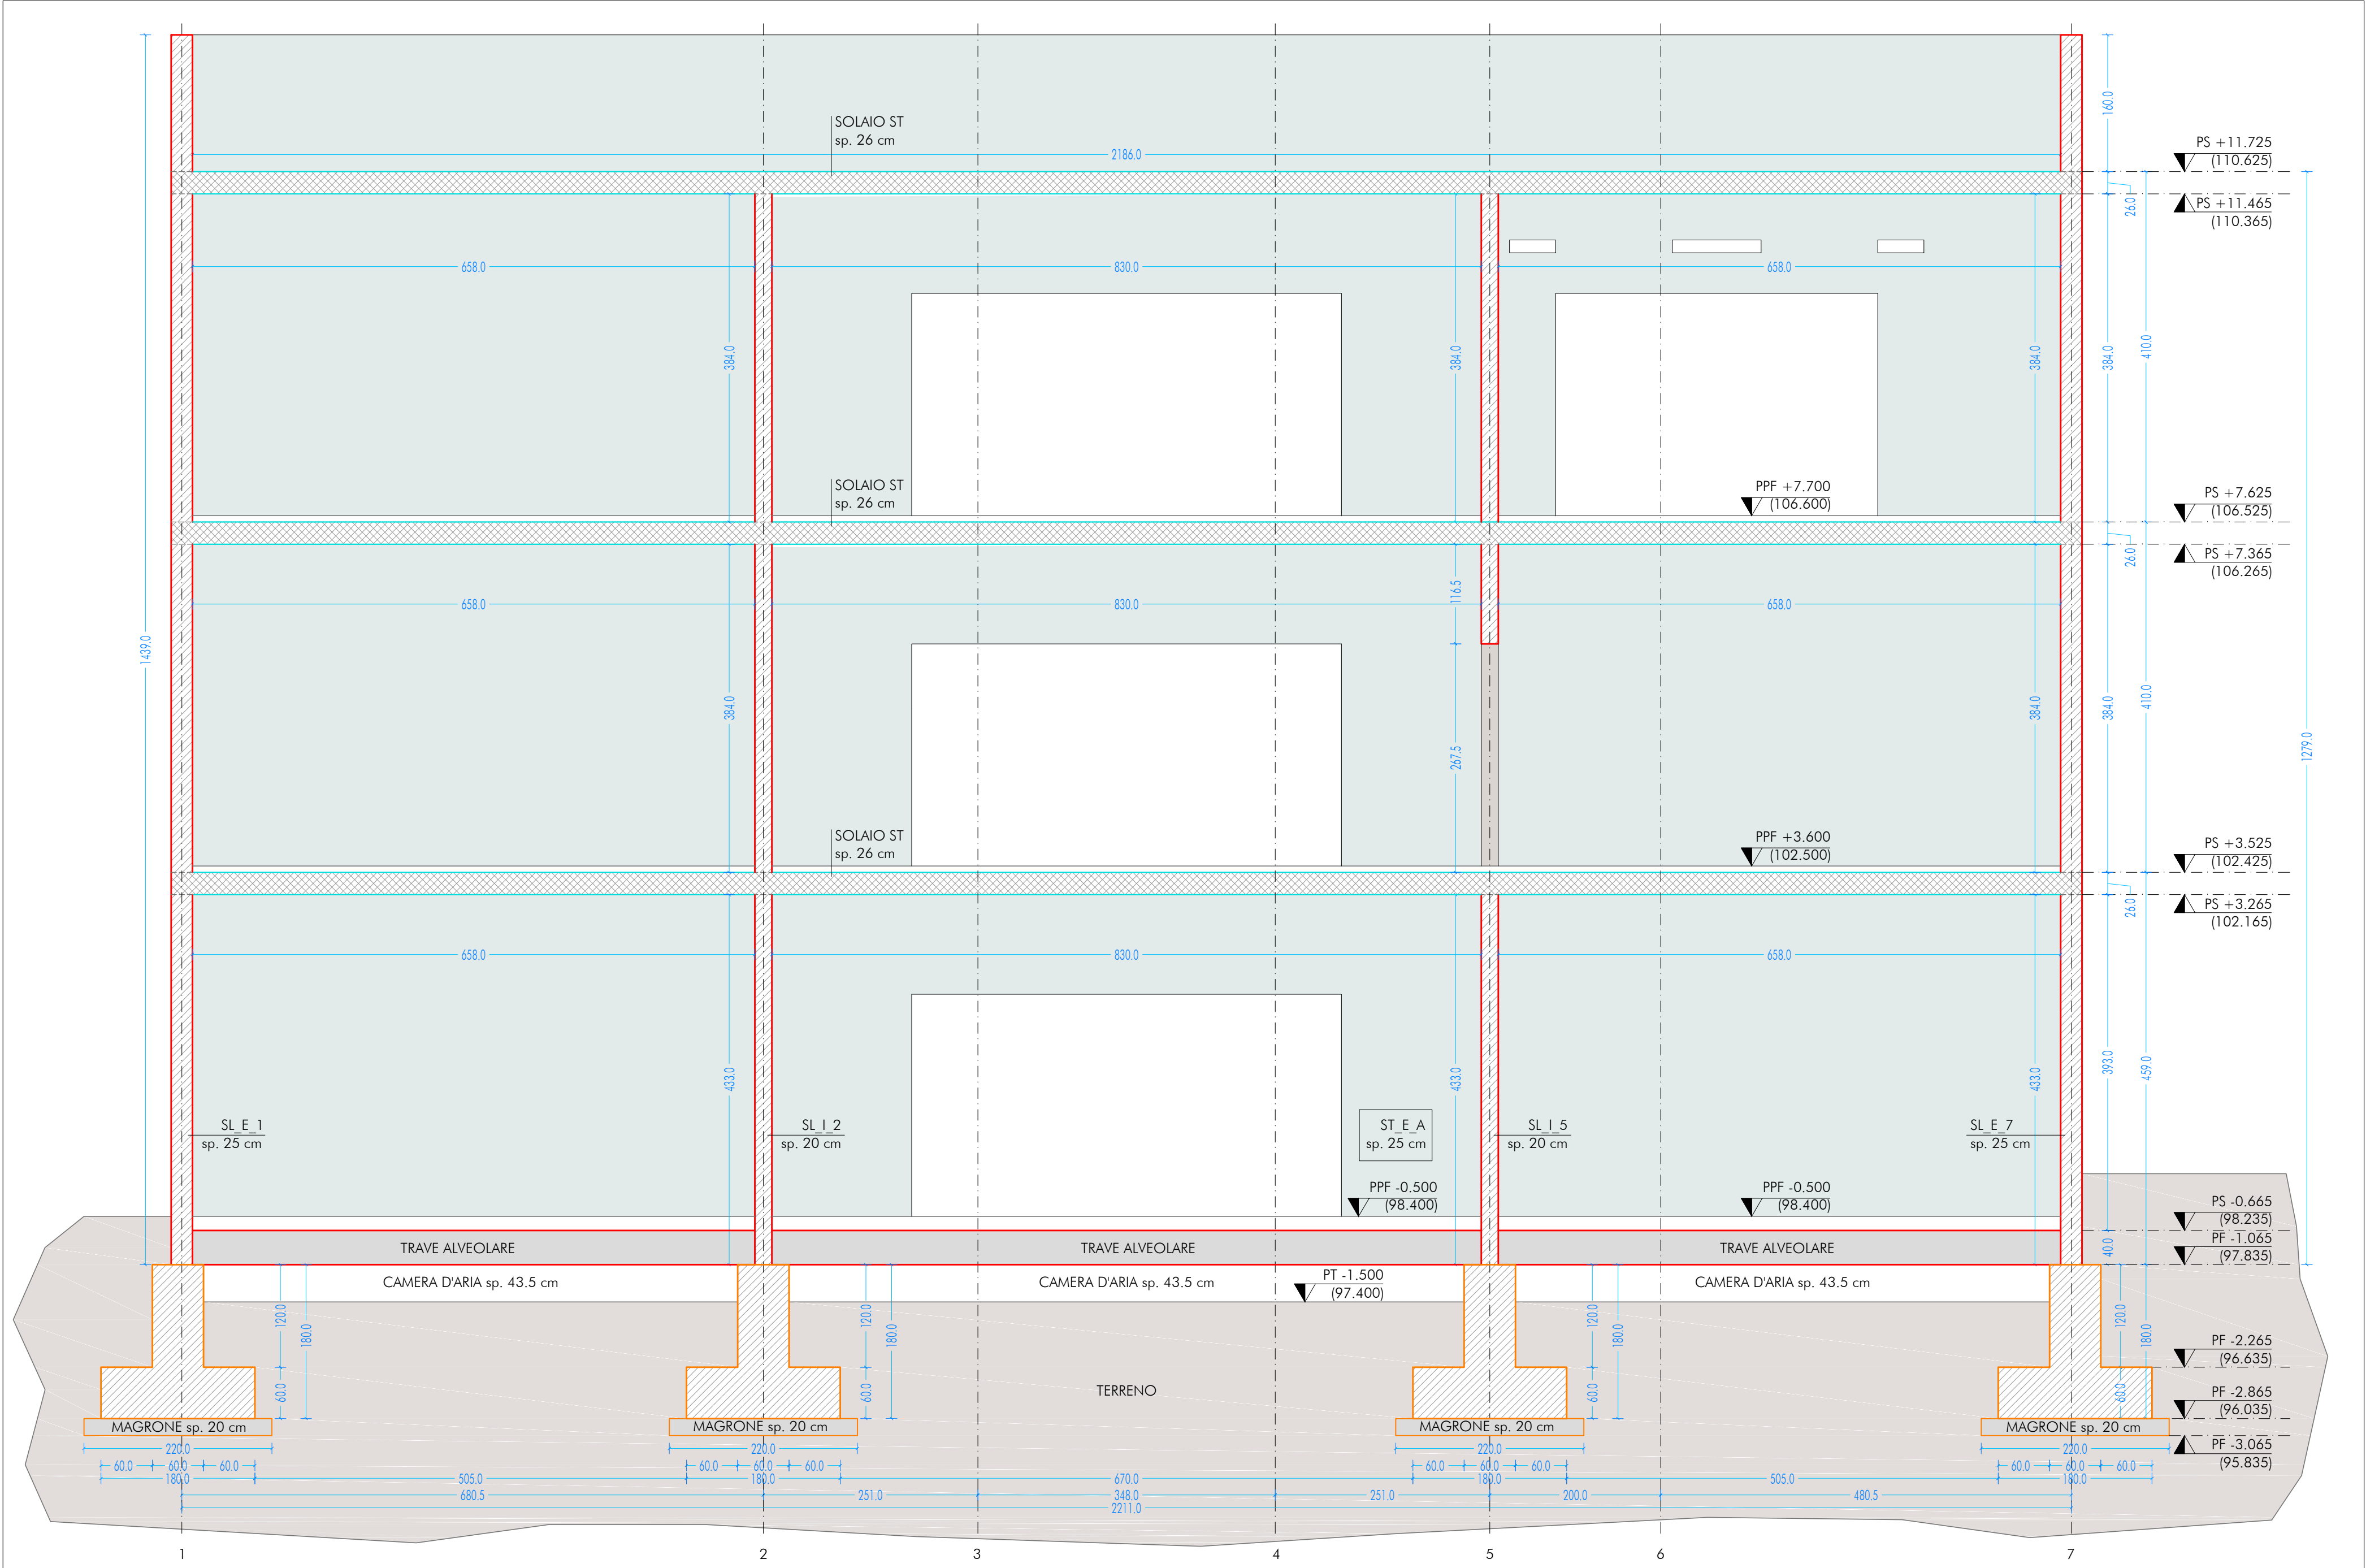 SOLAIO ST
sp. 26 cm
160.0
PS +11.725
(110.625)
2186.0
26.0
PS +11.465
(110.365)
658.0
830.0
658.0
384.0
384.0
384.0
384.0
410.0
SOLAIO ST
sp. 26 cm
PPF +7.700
(106.600)
PS +7.625
(106.525)
26.0
PS +7.365
(106.265)
116.5
658.0
830.0
658.0
1439.0
384.0
267.5
384.0
384.0
410.0
1279.0
SOLAIO ST
sp. 26 cm
PPF +3.600
(102.500)
PS +3.525
(102.425)
26.0
PS +3.265
(102.165)
658.0
830.0
658.0
433.0
433.0
433.0
393.0
459.0
SL_E_1
sp. 25 cm
SL_I_2
sp. 20 cm
ST_E_A
sp. 25 cm
SL_I_5
sp. 20 cm
SL_E_7
sp. 25 cm
PPF -0.500
(98.400)
PPF -0.500
(98.400)
PS -0.665
(98.235)
TRAVE ALVEOLARE
TRAVE ALVEOLARE
TRAVE ALVEOLARE
40.0
PF -1.065
(97.835)
CAMERA D'ARIA sp. 43.5 cm
CAMERA D'ARIA sp. 43.5 cm
PT -1.500
(97.400)
CAMERA D'ARIA sp. 43.5 cm
120.0
180.0
120.0
180.0
120.0
180.0
120.0
180.0
PF -2.265
(96.635)
60.0
60.0
TERRENO
60.0
60.0
PF -2.865
(96.035)
MAGRONE sp. 20 cm
MAGRONE sp. 20 cm
MAGRONE sp. 20 cm
MAGRONE sp. 20 cm
PF -3.065
(95.835)
220.0
220.0
220.0
220.0
60.0
60.0
60.0
60.0
60.0
60.0
60.0
60.0
60.0
60.0
60.0
60.0
180.0
505.0
180.0
670.0
180.0
505.0
180.0
680.5
251.0
348.0
251.0
200.0
480.5
2211.0
1
2
3
4
5
6
7